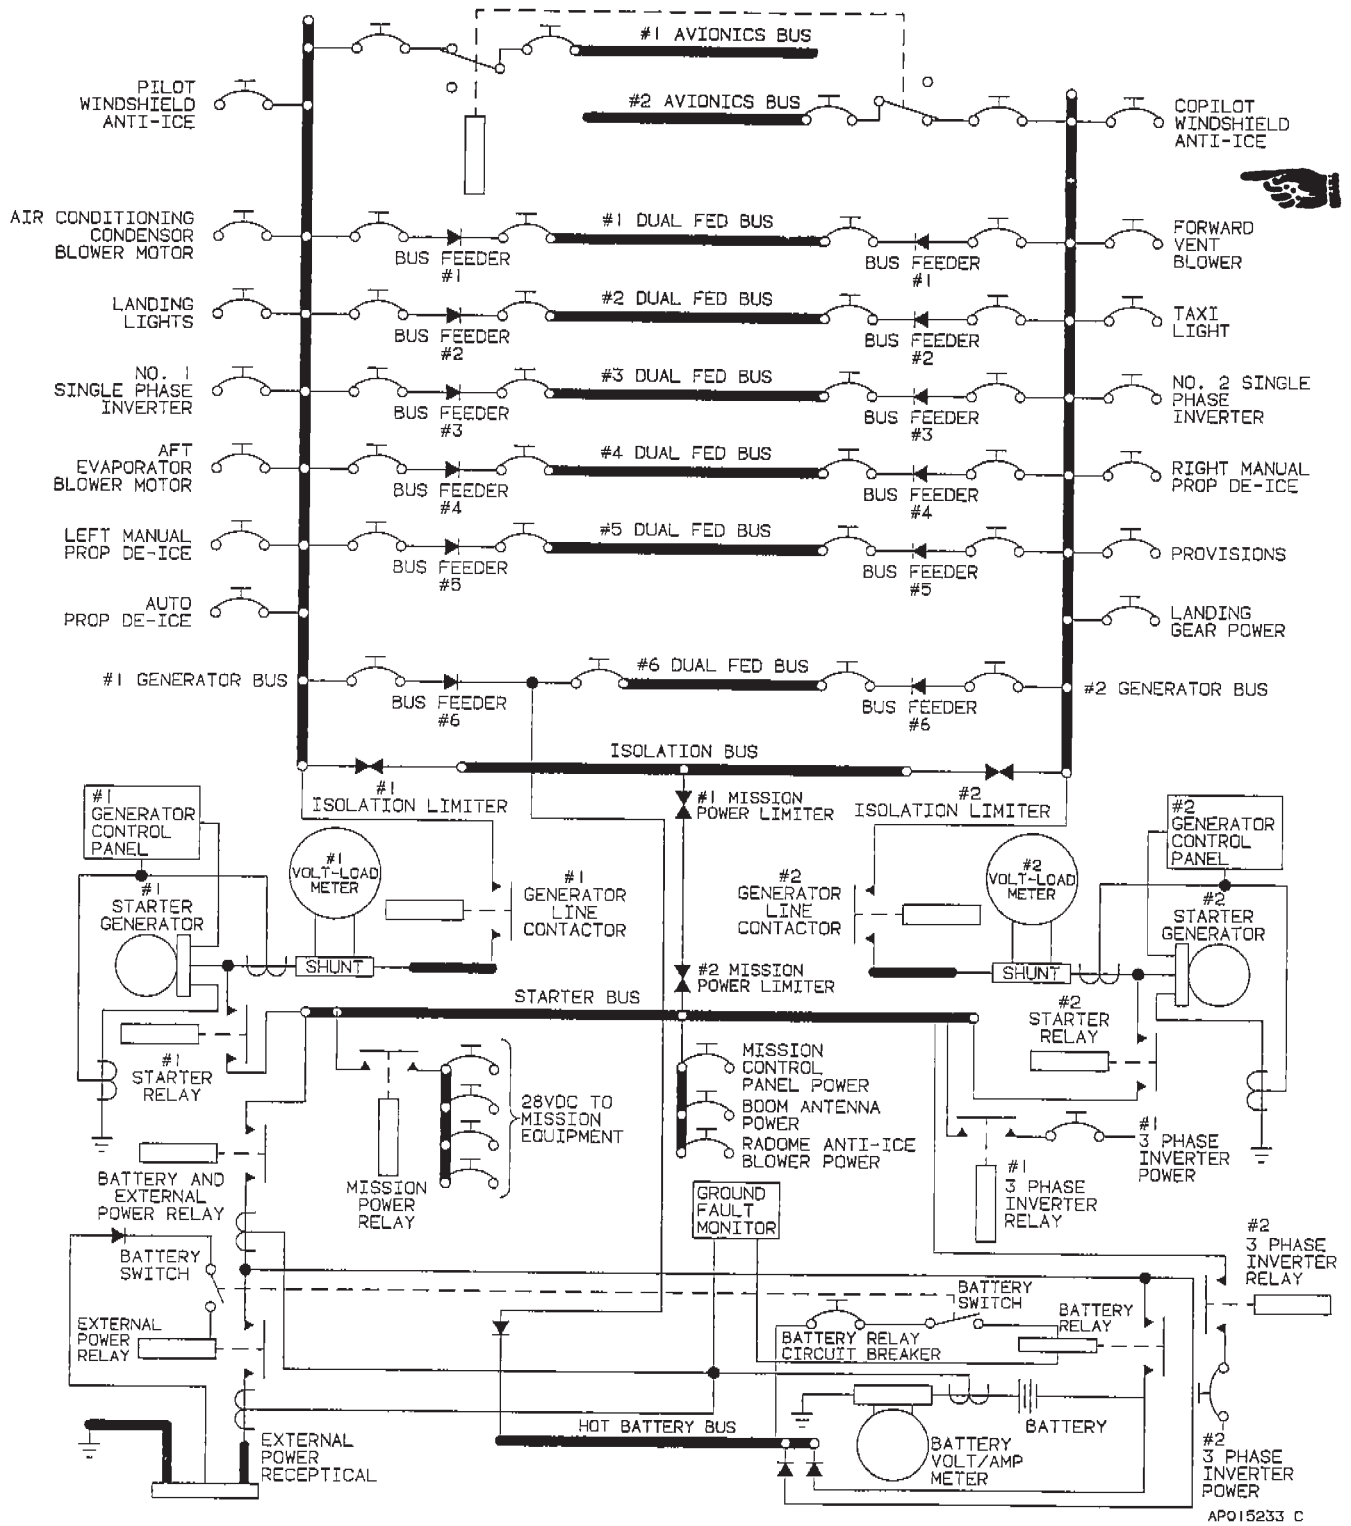 #1 AVIONICS BUS
PILOT
WINDSHIELD
ANTI-ICE
#2 AVIONICS BUS
COPILOT
WINDSHIELD
ANTI-ICE
AIR CONDITIONING
CONDENSOR
BLOWER MOTOR
BUS FEEDER
#1
#1 DUAL FED BUS
BUS FEEDER
#1
FORWARD
VENT
BLOWER
LANDING
LIGHTS
BUS FEEDER
#2
#2 DUAL FED BUS
BUS FEEDER
#2
TAXI
LIGHT
NO. 1
SINGLE PHASE
INVERTER
BUS FEEDER
#3
#3 DUAL FED BUS
BUS FEEDER
#3
NO. 2 SINGLE
PHASE
INVERTER
AFT
EVAPORATOR
BLOWER MOTOR
BUS FEEDER
#4
#4 DUAL FED BUS
BUS FEEDER
#4
RIGHT MANUAL
PROP DE-ICE
LEFT MANUAL
PROP DE-ICE
BUS FEEDER
#5
#5 DUAL FED BUS
BUS FEEDER
#5
PROVISIONS
AUTO
PROP DE-ICE
LANDING
GEAR POWER
#1 GENERATOR BUS
BUS FEEDER
#6
#6 DUAL FED BUS
BUS FEEDER
#6
#2 GENERATOR BUS
ISOLATION BUS
#1
ISOLATION LIMITER
#1 MISSION
POWER LIMITER
#2
ISOLATION LIMITER
#1
GENERATOR
CONTROL
PANEL
#2
GENERATOR
CONTROL
PANEL
#1
VOLT-LOAD
METER
#1
GENERATOR
LINE
CONTACTOR
#2
GENERATOR
LINE
CONTACTOR
#2
VOLT-LOAD
METER
#1
STARTER
GENERATOR
#2
STARTER
GENERATOR
SHUNT
SHUNT
#2 MISSION
POWER LIMITER
STARTER BUS
#2
STARTER
RELAY
#1
STARTER
RELAY
MISSION
CONTROL
PANEL POWER
BOOM ANTENNA
POWER
RADOME ANTI-ICE
BLOWER POWER
28VDC TO
MISSION
EQUIPMENT
#1
3 PHASE
INVERTER
POWER
BATTERY AND
EXTERNAL
POWER RELAY
MISSION
POWER
RELAY
GROUND
FAULT
MONITOR
#1
3 PHASE
INVERTER
RELAY
#2
3 PHASE
INVERTER
RELAY
BATTERY
SWITCH
BATTERY
SWITCH
BATTERY
RELAY
EXTERNAL
POWER
RELAY
BATTERY RELAY
CIRCUIT BREAKER
HOT BATTERY BUS
BATTERY
EXTERNAL
POWER
RECEPTICAL
BATTERY
VOLT/AMP
METER
#2
3 PHASE
INVERTER
POWER
AP015233 C